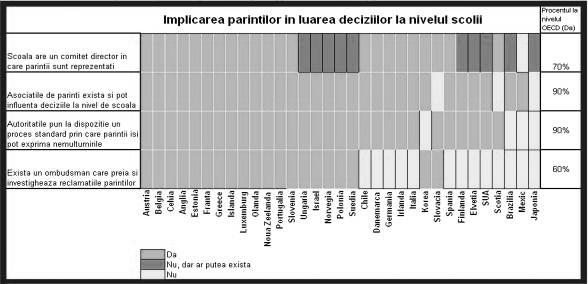 Implicarea parintilor in luarea deciziilor la nivelul scolii
Procentul la
nivelul
OECD (Da)
Scoala are un comitet director in
care parintii sunt reprezentati
70%
Asociatiile de parinti exista si pot
influenta deciziile la nivel de scoala
90%
Autoritatile pun la dispozitie un
proces standard prin care parintii isi
pot exprima nemultumirile
90%
Exista un ombudsman care preia si
investigheaza reclamatiile parintilor
60%
Austria
Belgia
Cehia
Anglia
Estonia
Franta
Greece
Islanda
Luxemburg
Olanda
Noua Zeelanda
Portugalia
Slovenia
Ungaria
Israel
Norvegia
Polonia
Suedia
Chile
Danemarca
Germania
Irlanda
Italia
Korea
Slovacia
Spania
Finlanda
Elvetia
SUA
Scotia
Brazilia
Mexic
Japonia
Da
Nu, dar ar putea exista
Nu